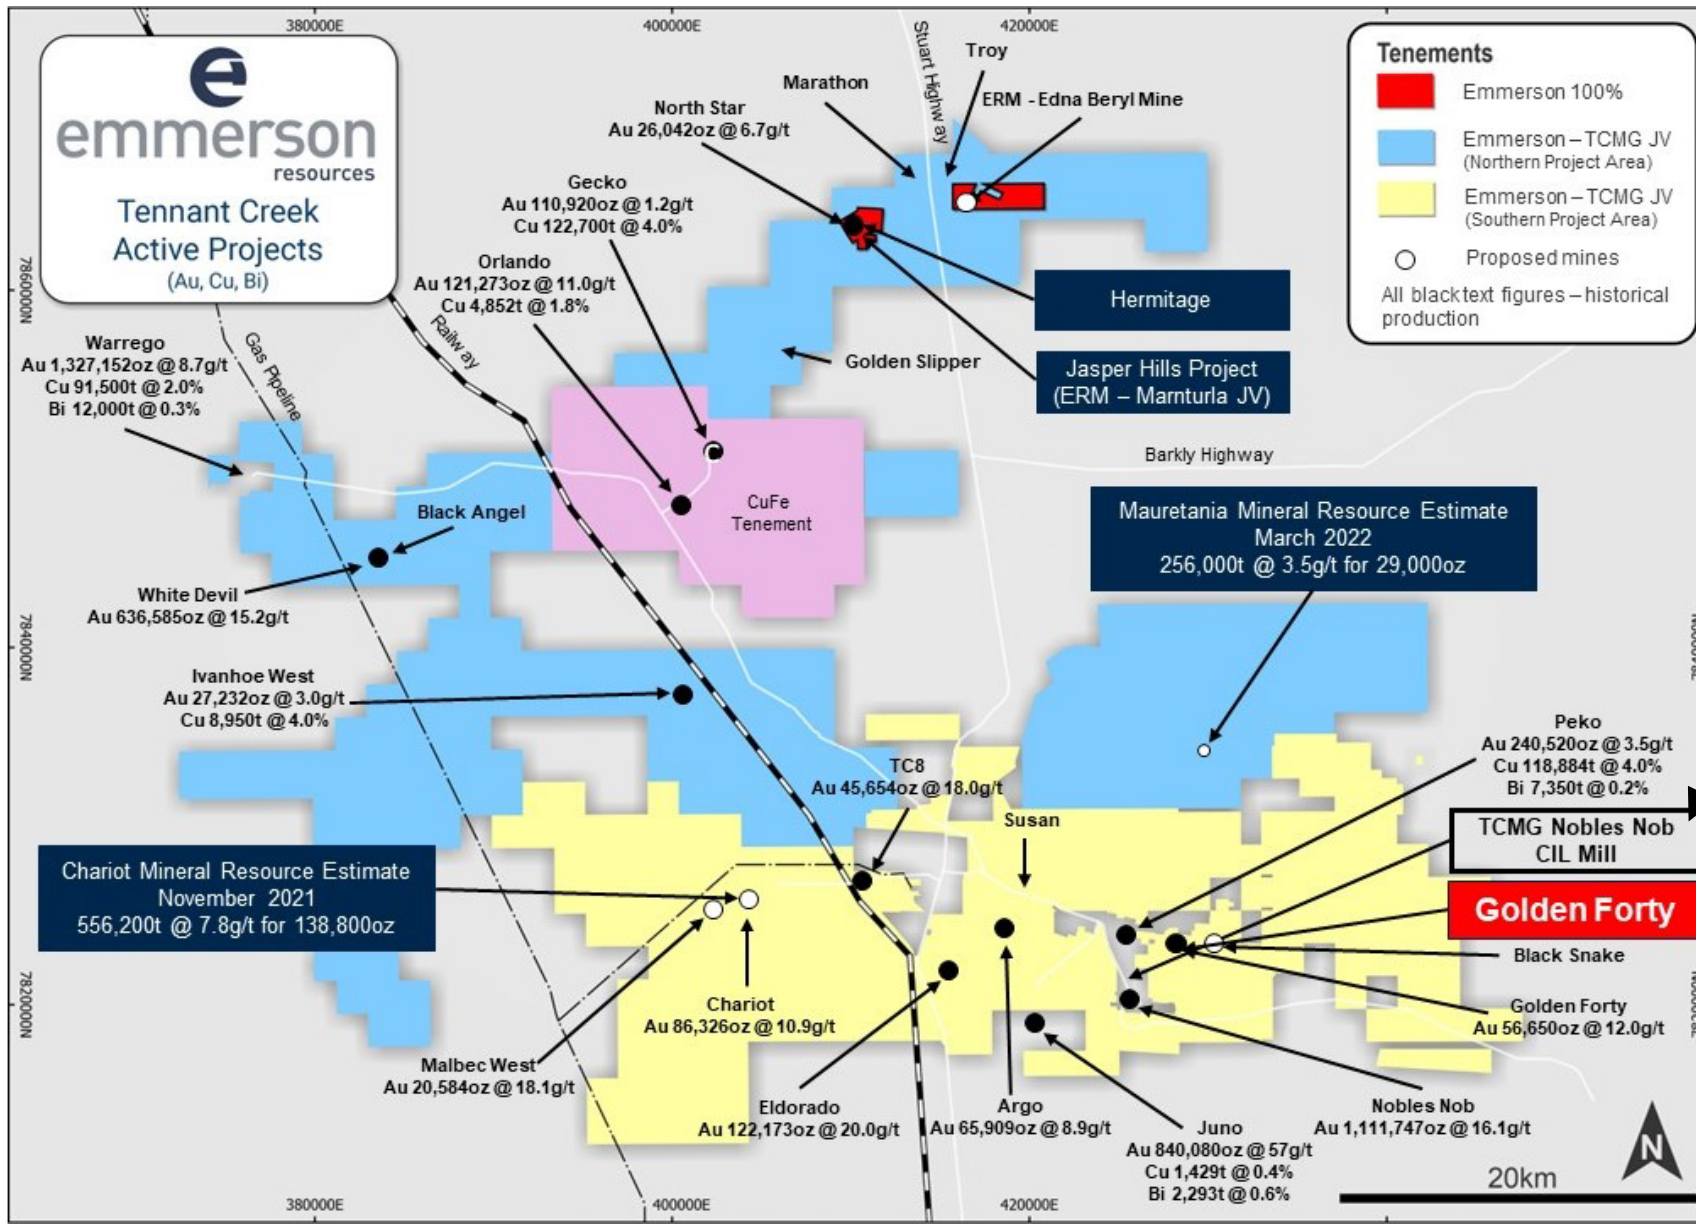 380000E
400000E
420000E
emmerson
resources
Tennant Creek
Active Projects
(Au, Cu, Bi)
Tenements
Emmerson 100%
Emmerson – TCMG JV
(Northern Project Area)
Emmerson – TCMG JV
(Southern Project Area)
Proposed mines
All black text figures – historical
production
Stuart Highway
Troy
Marathon
ERM - Edna Beryl Mine
North Star
Au 26,042oz @ 6.7g/t
Gecko
Au 110,920oz @ 1.2g/t
Cu 122,700t @ 4.0%
Orlando
Au 121,273oz @ 11.0g/t
Cu 4,852t @ 1.8%
7860000N
Hermitage
Jasper Hills Project
(ERM – Marnturla JV)
Golden Slipper
Railway
Gas Pipeline
Warrego
Au 1,327,152oz @ 8.7g/t
Cu 91,500t @ 2.0%
Bi 12,000t @ 0.3%
Barkly Highway
CuFe
Tenement
Black Angel
Mauretania Mineral Resource Estimate
March 2022
256,000t @ 3.5g/t for 29,000oz
White Devil
Au 636,585oz @ 15.2g/t
7840000N
Ivanhoe West
Au 27,232oz @ 3.0g/t
Cu 8,950t @ 4.0%
Peko
Au 240,520oz @ 3.5g/t
Cu 118,884t @ 4.0%
Bi 7,350t @ 0.2%
TC8
Au 45,654oz @ 18.0g/t
Susan
TCMG Nobles Nob
CIL Mill
Chariot Mineral Resource Estimate
November 2021
556,200t @ 7.8g/t for 138,800oz
Golden Forty
Black Snake
7820000N
Golden Forty
Au 56,650oz @ 12.0g/t
Chariot
Au 86,326oz @ 10.9g/t
Malbec West
Au 20,584oz @ 18.1g/t
Eldorado
Au 122,173oz @ 20.0g/t
Argo
Au 65,909oz @ 8.9g/t
Juno
Au 840,080oz @ 57g/t
Cu 1,429t @ 0.4%
Bi 2,293t @ 0.6%
Nobles Nob
Au 1,111,747oz @ 16.1g/t
N
20km
380000E
400000E
420000E